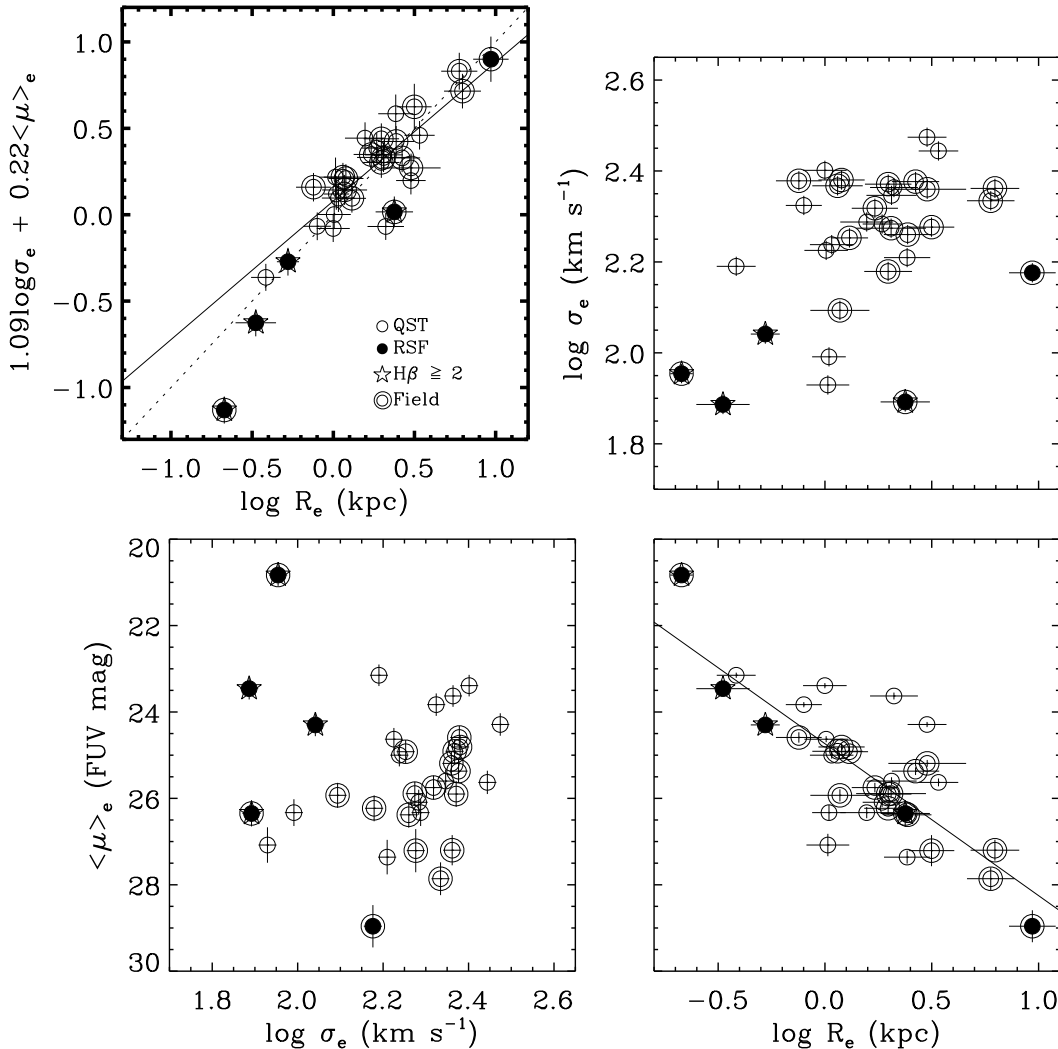 1.0
0.5
0.0
−0.5
−1.0
1.09logσe + 0.22<μ>e
QST
RSF
Hβ ≧ 2
Field
−1.0 −0.5 0.0 0.5 1.0
log Re (kpc)
2.6
2.4
2.2
2.0
1.8
log σe (km s−1)
20
22
24
26
28
30
<μ>e (FUV mag)
1.8 2.0 2.2 2.4 2.6
log σe (km s−1)
−0.5 0.0 0.5 1.0
log Re (kpc)